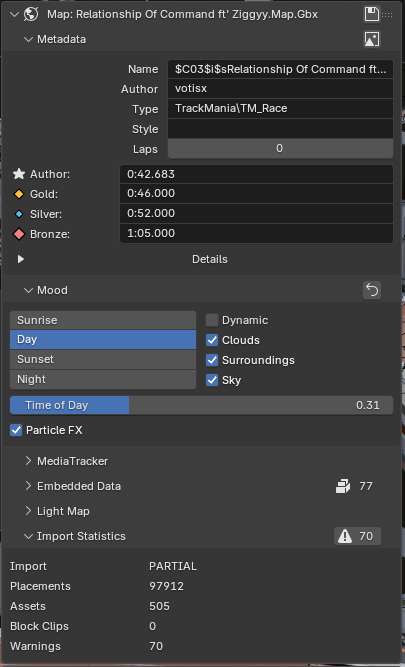 Map: Relationship Of Command ft' Ziggyy.Map.Gbx
Metadata
Name $C03$i$sRelationship Of Command ft...
Author votisx
Type TrackMania\TM_Race
Style
Laps 0
Author: 0:42.683
Gold: 0:46.000
Silver: 0:52.000
Bronze: 1:05.000
Details
Mood
Sunrise Dynamic
Day Clouds
Sunset Surroundings
Night Sky
Time of Day 0.31
Particle FX
MediaTracker
Embedded Data 77
Light Map
Import Statistics 70
Import PARTIAL
Placements 97912
Assets 505
Block Clips 0
Warnings 70